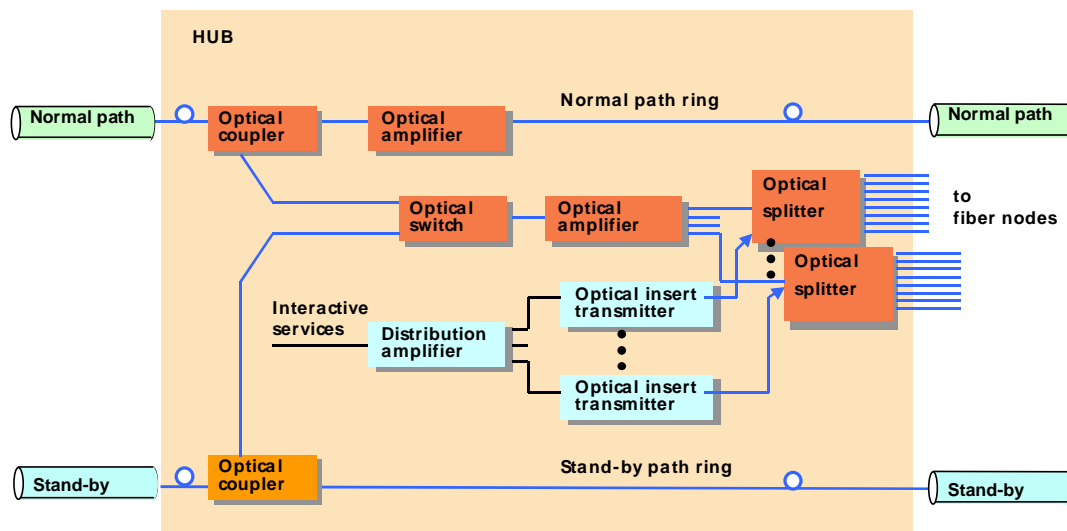 HUB
Normal path
Optical
coupler
Optical
amplifier
Normal path ring
Normal path
Optical
switch
Optical
amplifier
Optical
splitter
to
fiber nodes
Optical
splitter
Interactive
services
Distribution
amplifier
Optical insert
transmitter
Optical insert
transmitter
Stand-by
Optical
coupler
Stand-by path ring
Stand-by